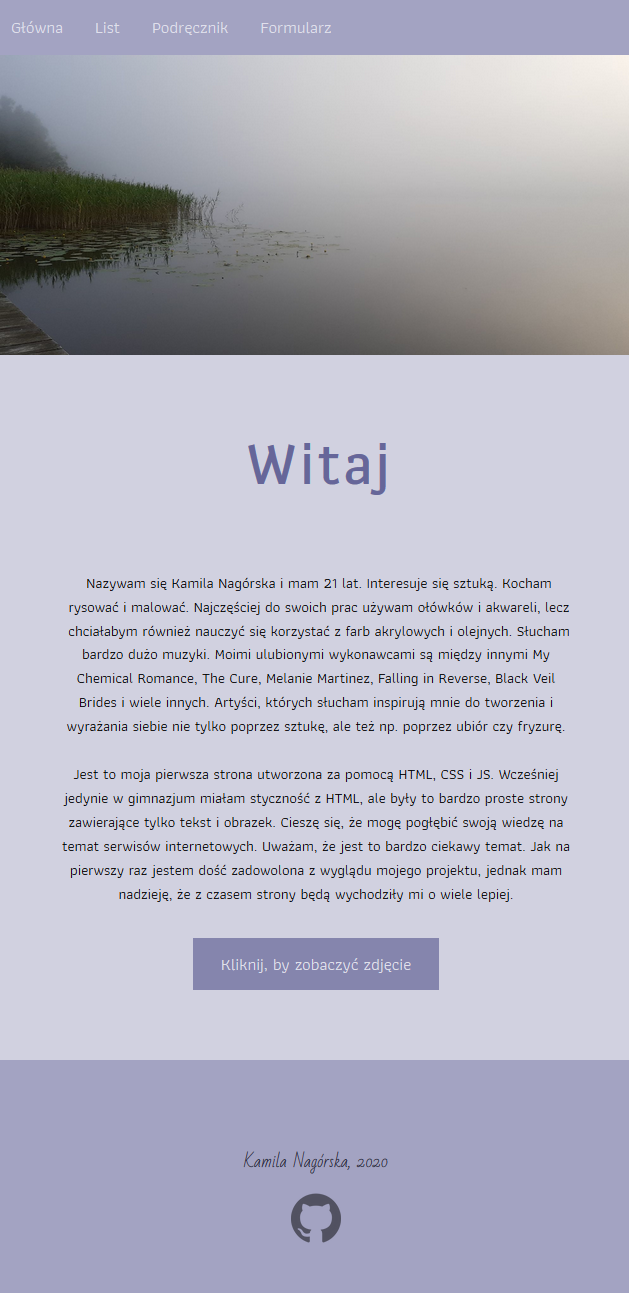 Główna List Podręcznik Formularz
Witaj
Nazywam się Kamila Nagórska i mam 21 lat. Interesuje się sztuką. Kocham
rysować i malować. Najczęściej do swoich prac używam ołówków i akwareli, lecz
chciałabym również nauczyć się korzystać z farb akrylowych i olejnych. Słucham
bardzo dużo muzyki. Moimi ulubionymi wykonawcami są między innymi My
Chemical Romance, The Cure, Melanie Martinez, Falling in Reverse, Black Veil
Brides i wiele innych. Artyści, których słucham inspirują mnie do tworzenia i
wyrażania siebie nie tylko poprzez sztukę, ale też np. poprzez ubiór czy fryzurę.
Jest to moja pierwsza strona utworzona za pomocą HTML, CSS i JS. Wcześniej
jedynie w gimnazjum miałam styczność z HTML, ale były to bardzo proste strony
zawierające tylko tekst i obrazek. Cieszę się, że mogę pogłębić swoją wiedzę na
temat serwisów internetowych. Uważam, że jest to bardzo ciekawy temat. Jak na
pierwszy raz jestem dość zadowolona z wyglądu mojego projektu, jednak mam
nadzieję, że z czasem strony będą wychodziły mi o wiele lepiej.
Kliknij, by zobaczyć zdjęcie
Kamila Nagórska, 2020